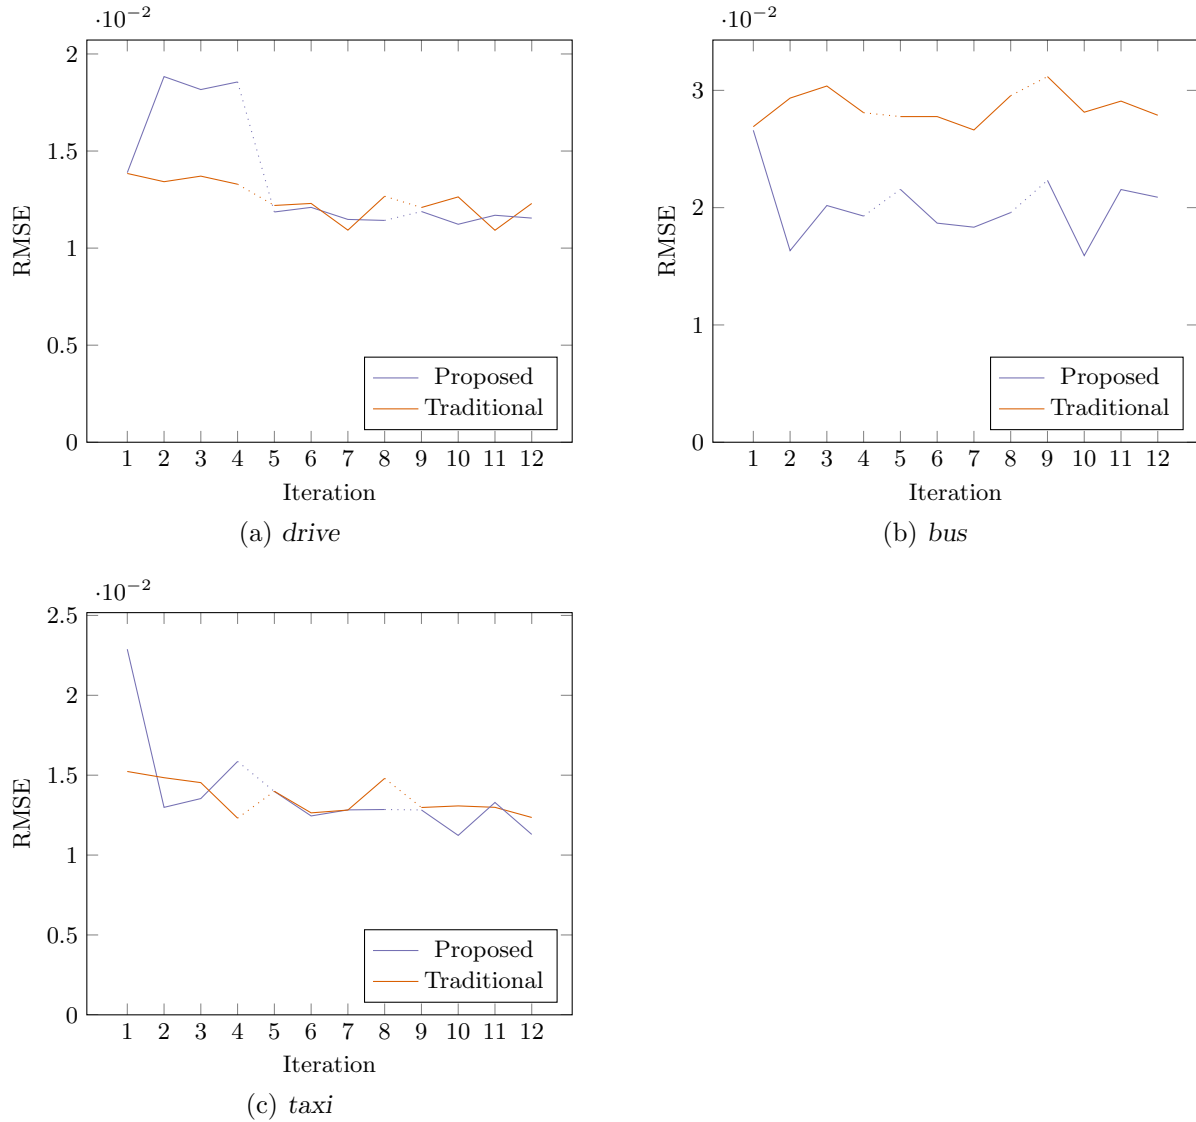 ·10⁻²
2
1.5
1
0.5
0
RMSE
Proposed
Traditional
1 2 3 4 5 6 7 8 9 10 11 12
Iteration
(a) drive
·10⁻²
3
2
1
0
RMSE
Proposed
Traditional
1 2 3 4 5 6 7 8 9 10 11 12
Iteration
(b) bus
·10⁻²
2.5
2
1.5
1
0.5
0
RMSE
Proposed
Traditional
1 2 3 4 5 6 7 8 9 10 11 12
Iteration
(c) taxi